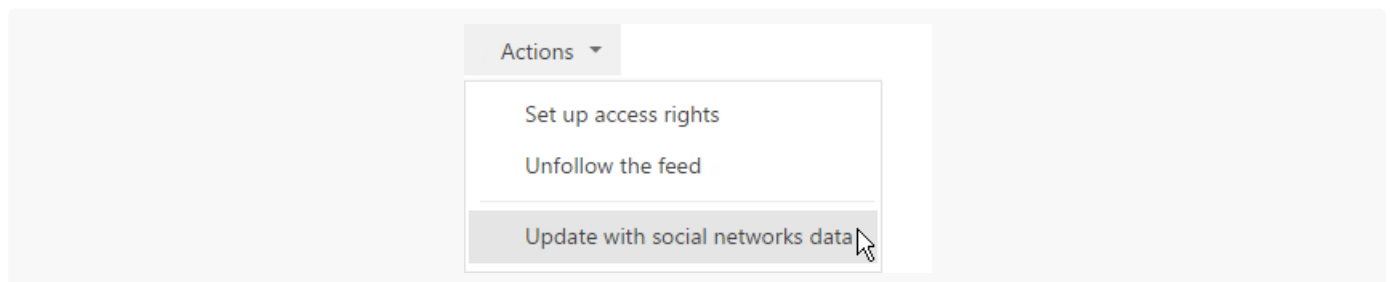 Actions
Set up access rights
Unfollow the feed
Update with social networks data